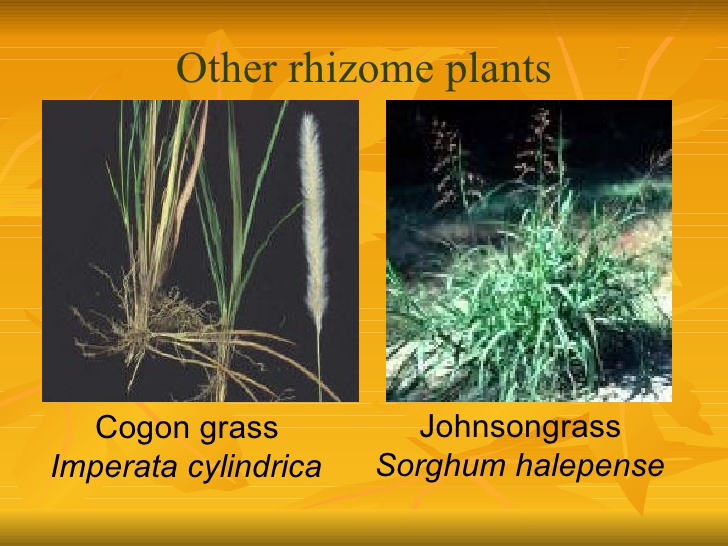 Other rhizome plants
Cogon grass
Imperata cylindrica
Johnsongrass
Sorghum halepense